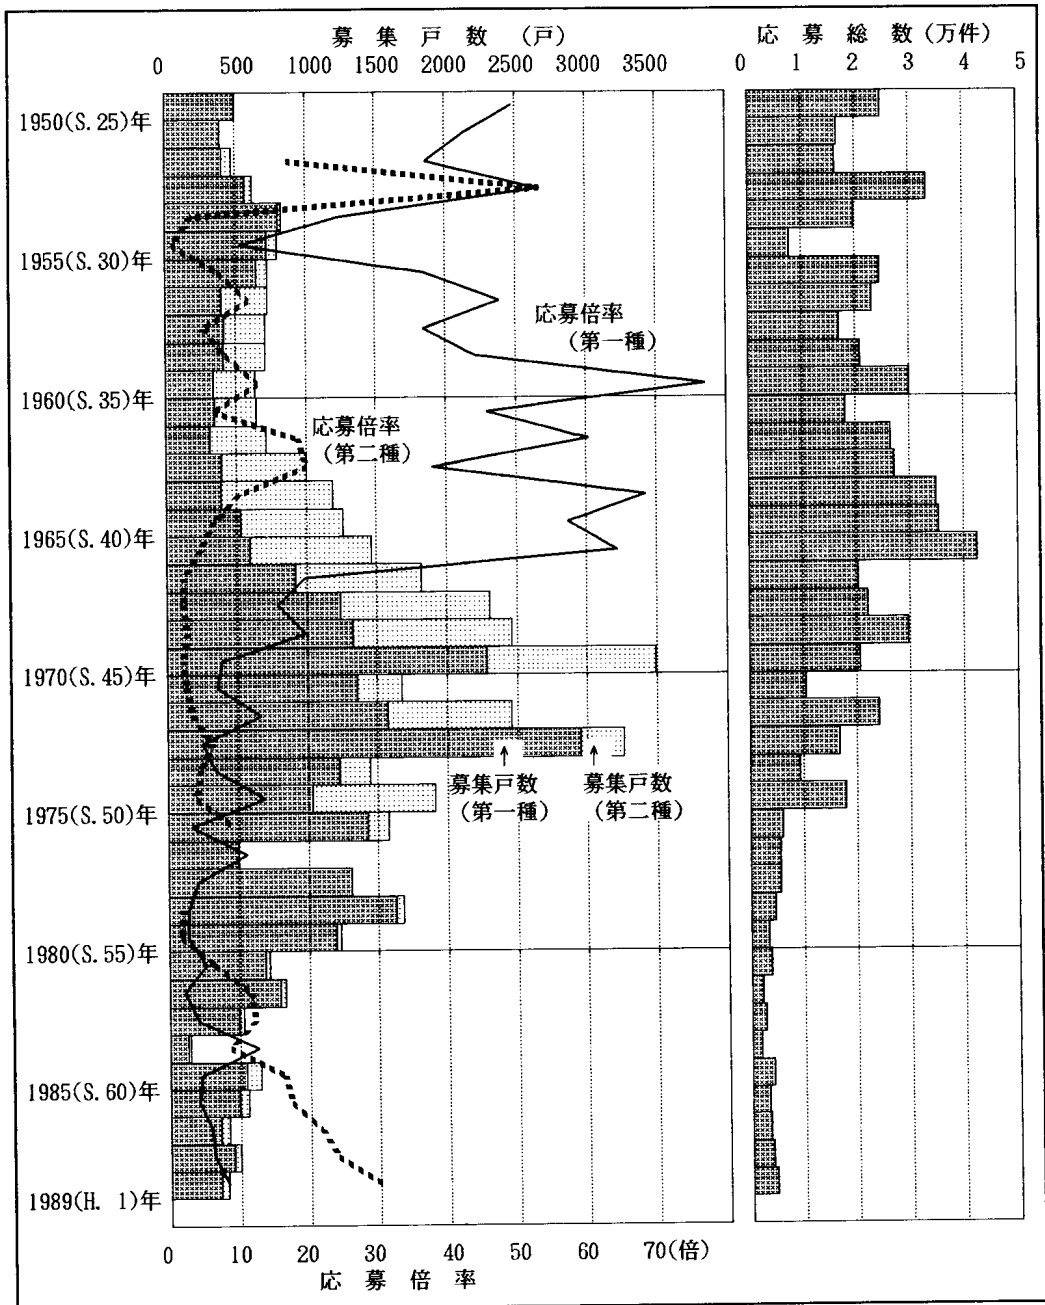 募集戸数(戸)
0 500 1000 1500 2000 2500 3000 3500
応募総数(万件)
0 1 2 3 4 5
1950(S.25)年
1955(S.30)年
1960(S.35)年
1965(S.40)年
1970(S.45)年
1975(S.50)年
1980(S.55)年
1985(S.60)年
1989(H. 1)年
応募倍率
(第一種)
応募倍率
(第二種)
募集戸数
(第一種)
募集戸数
(第二種)
0 10 20 30 40 50 60 70(倍)
応募倍率